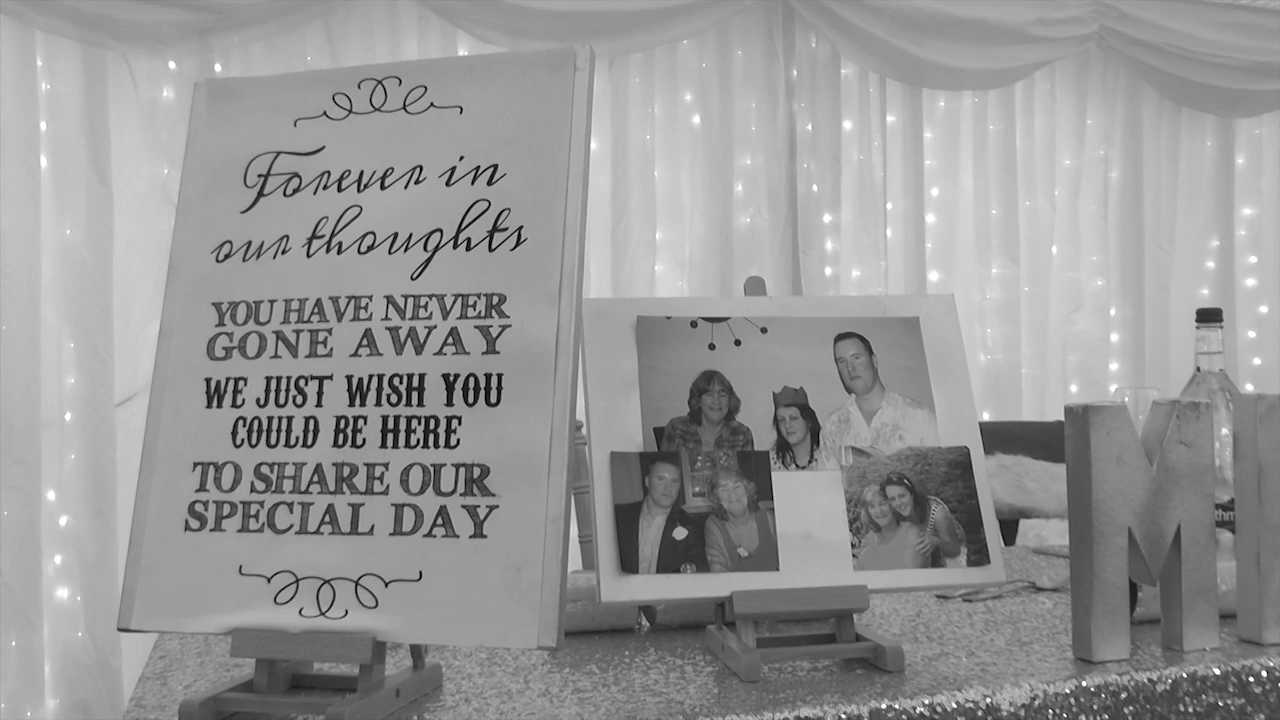 Forever in
our thoughts
YOU HAVE NEVER
GONE AWAY
WE JUST WISH YOU
COULD BE HERE
TO SHARE OUR
SPECIAL DAY
M